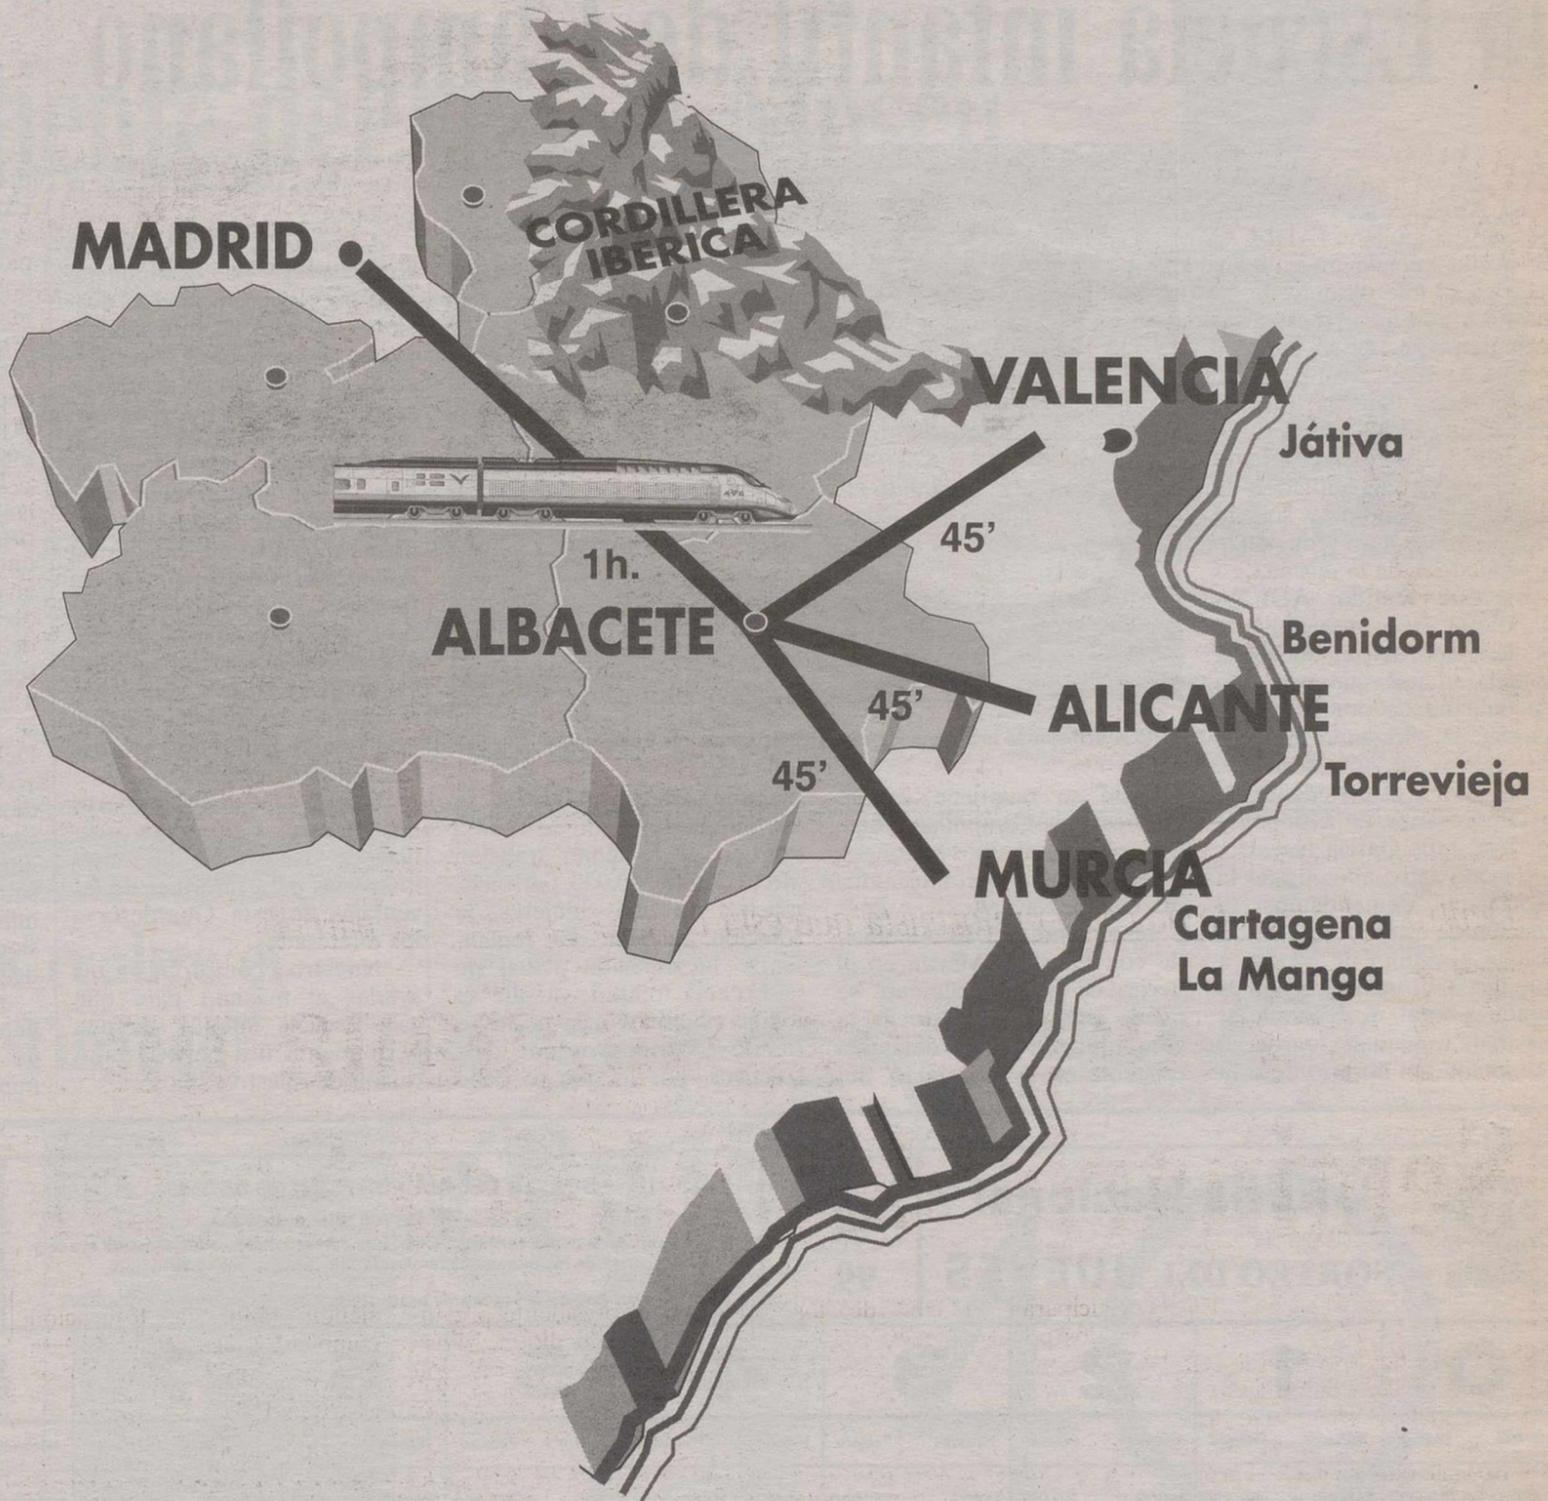 CORDILLERA
IBERICA
MADRID
VALENCIA
Játiva
45'
1h.
ALBACETE
Benidorm
45'
ALICANTE
45'
Torrevieja
MURCIA
Cartagena
La Manga